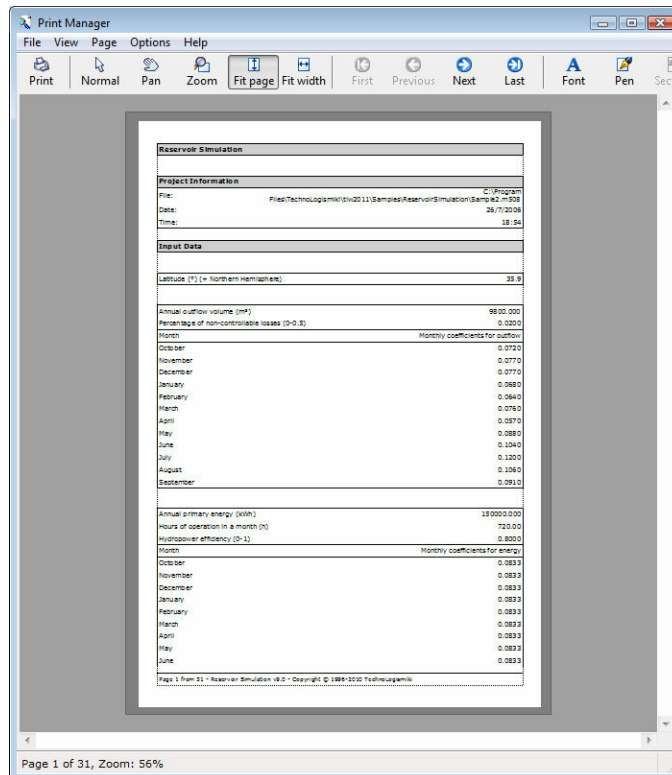 Print Manager
File View Page Options Help
Print Normal Pan Zoom Fit page Fit width First Previous Next Last Font Pen Sec
Reservoir Simulation
Project Information
File: C:\Program
Files\TechnoLogismiki\tlw2011\Samples\ReservoirSimulation\Sample2.m508
Date: 26/7/2006
Time: 18:54
Input Data
Latitude (°) (+ Northern Hemisphere) 35.9
Annual outflow volume (m³) 9800.000
Percentage of non-controllable losses (0-0.5) 0.0200
Month Monthly coefficients for outflow
October 0.0720
November 0.0770
December 0.0770
January 0.0680
February 0.0640
March 0.0760
April 0.0570
May 0.0880
June 0.1040
July 0.1200
August 0.1060
September 0.0910
Annual primary energy (kWh) 150000.000
Hours of operation in a month (h) 720.00
Hydropower efficiency (0-1) 0.8000
Month Monthly coefficients for energy
October 0.0833
November 0.0833
December 0.0833
January 0.0833
February 0.0833
March 0.0833
April 0.0833
May 0.0833
June 0.0833
Page 1 from 31 - Reservoir Simulation v9.0 - Copyright © 1996-2010 TechnoLogismiki
Page 1 of 31, Zoom: 56%